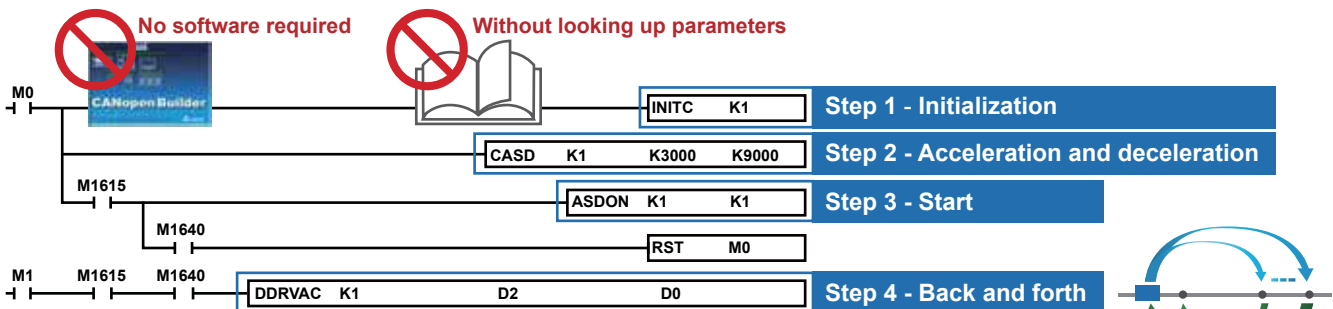 No software required
Without looking up parameters
CANopen Builder
M0
INITC K1
Step 1 - Initialization
CASD K1 K3000 K9000
Step 2 - Acceleration and deceleration
M1615
ASDON K1 K1
Step 3 - Start
M1640
RST M0
M1 M1615 M1640
DDRVAC K1 D2 D0
Step 4 - Back and forth